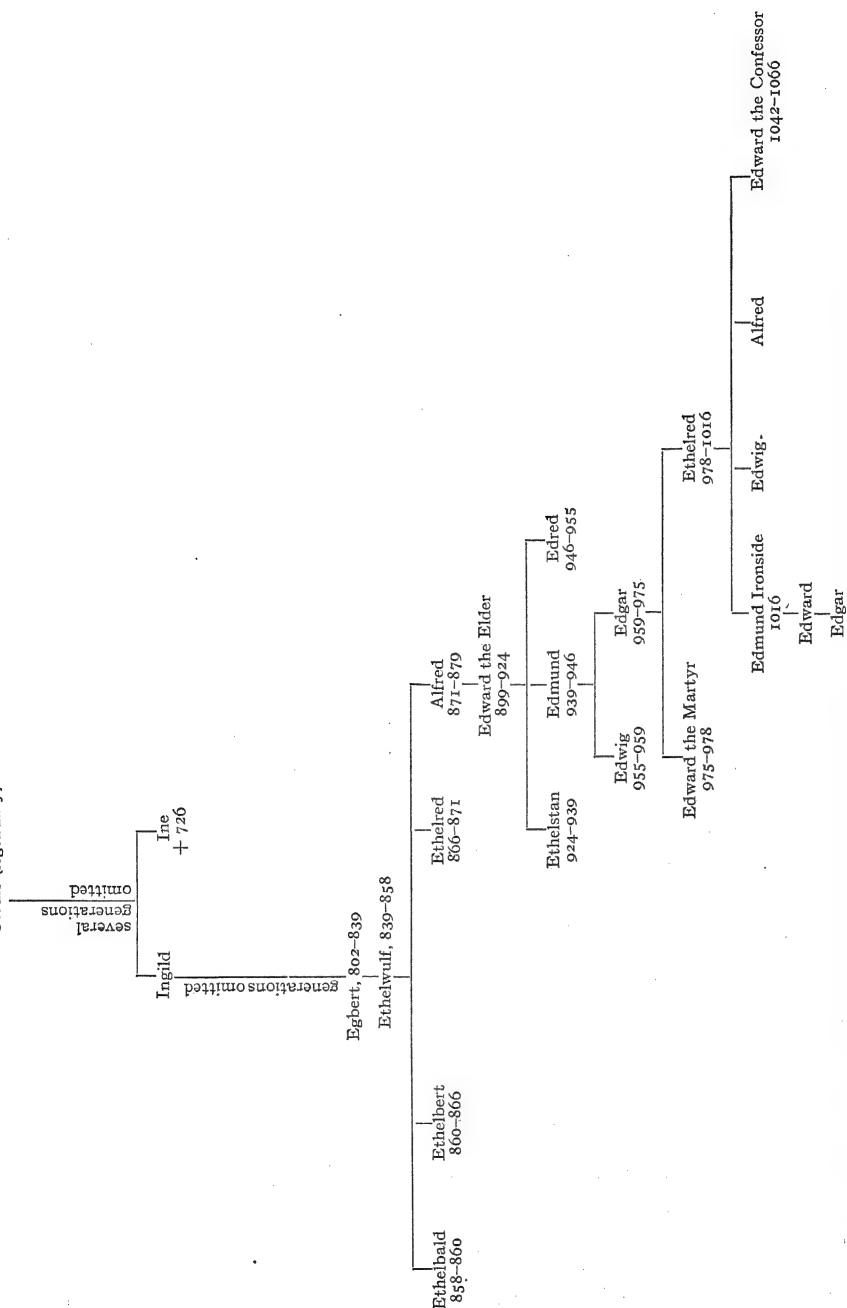 several
generations
omitted
Ingild
Ine
+ 726
generations omitted
Egbert, 802–839
Ethelwulf, 839–858
Ethelbald
858–860
Ethelbert
860–866
Ethelred
866–871
Alfred
871–879
Edward the Elder
899–924
Ethelstan
924–939
Edmund
939–946
Edred
946–955
Edwig
955–959
Edgar
959–975
Edward the Martyr
975–978
Ethelred
978–1016
Edmund Ironside
1016
Edwig.
Alfred
Edward the Confessor
1042–1066
Edward
Edgar